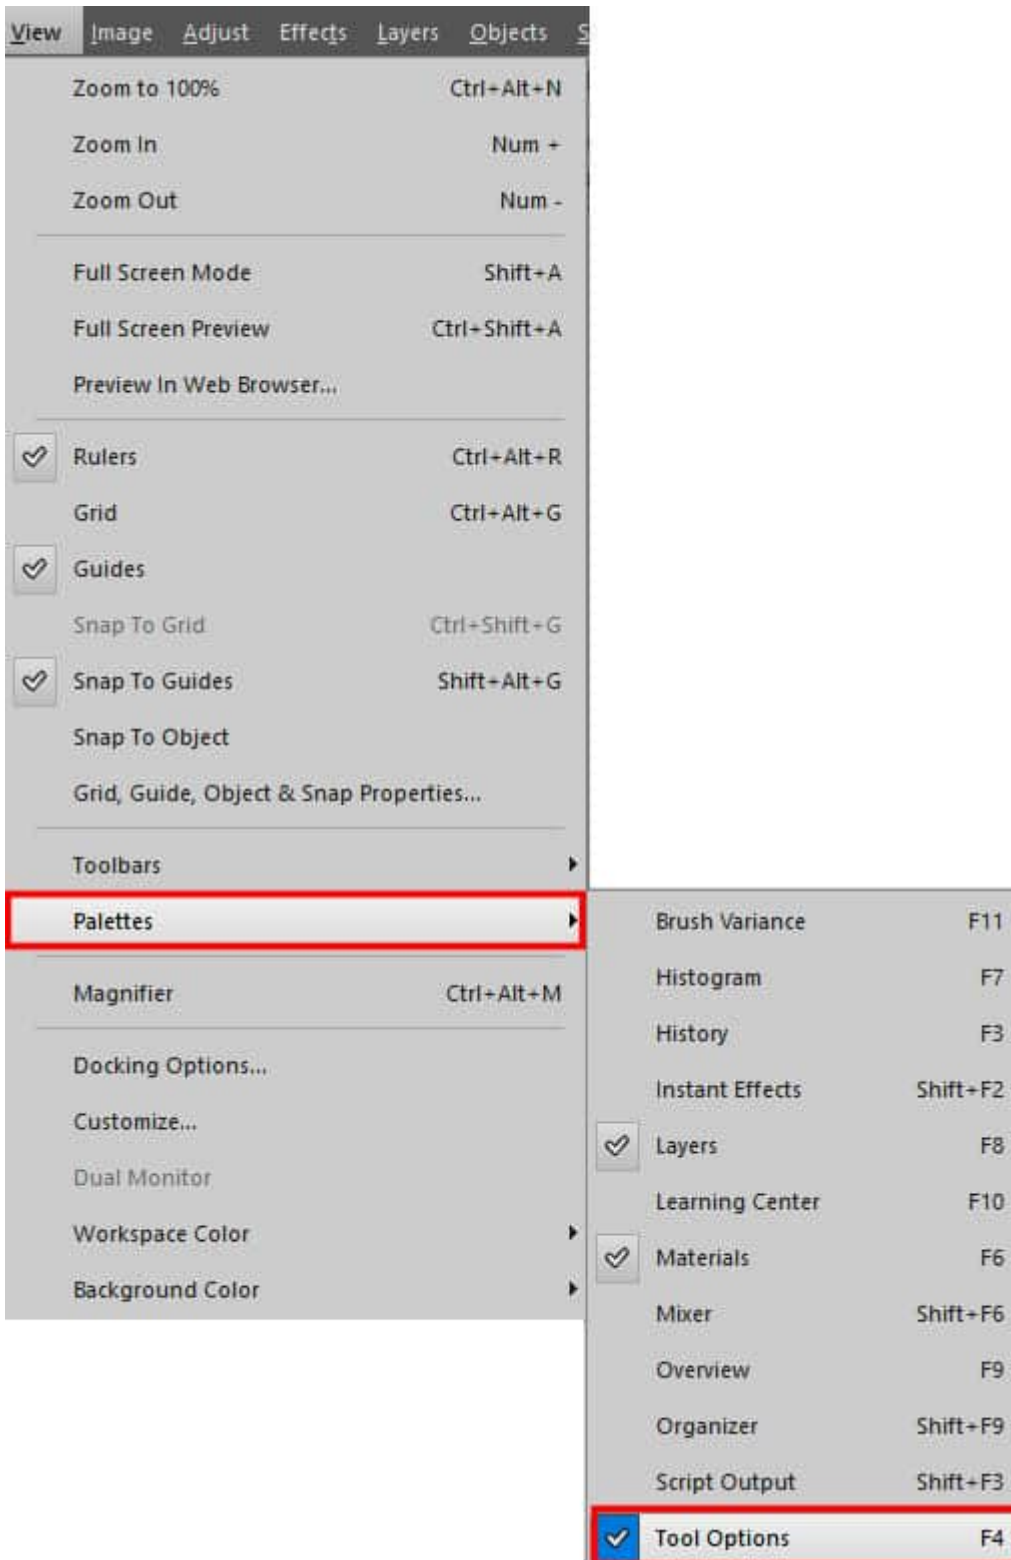 View Image Adjust Effects Layers Objects S
Zoom to 100% Ctrl+Alt+N
Zoom In Num +
Zoom Out Num -
Full Screen Mode Shift+A
Full Screen Preview Ctrl+Shift+A
Preview In Web Browser...
Rulers Ctrl+Alt+R
Grid Ctrl+Alt+G
Guides
Snap To Grid Ctrl+Shift+G
Snap To Guides Shift+Alt+G
Snap To Object
Grid, Guide, Object & Snap Properties...
Toolbars
Palettes
Magnifier Ctrl+Alt+M
Docking Options...
Customize...
Dual Monitor
Workspace Color
Background Color
Brush Variance F11
Histogram F7
History F3
Instant Effects Shift+F2
Layers F8
Learning Center F10
Materials F6
Mixer Shift+F6
Overview F9
Organizer Shift+F9
Script Output Shift+F3
Tool Options F4